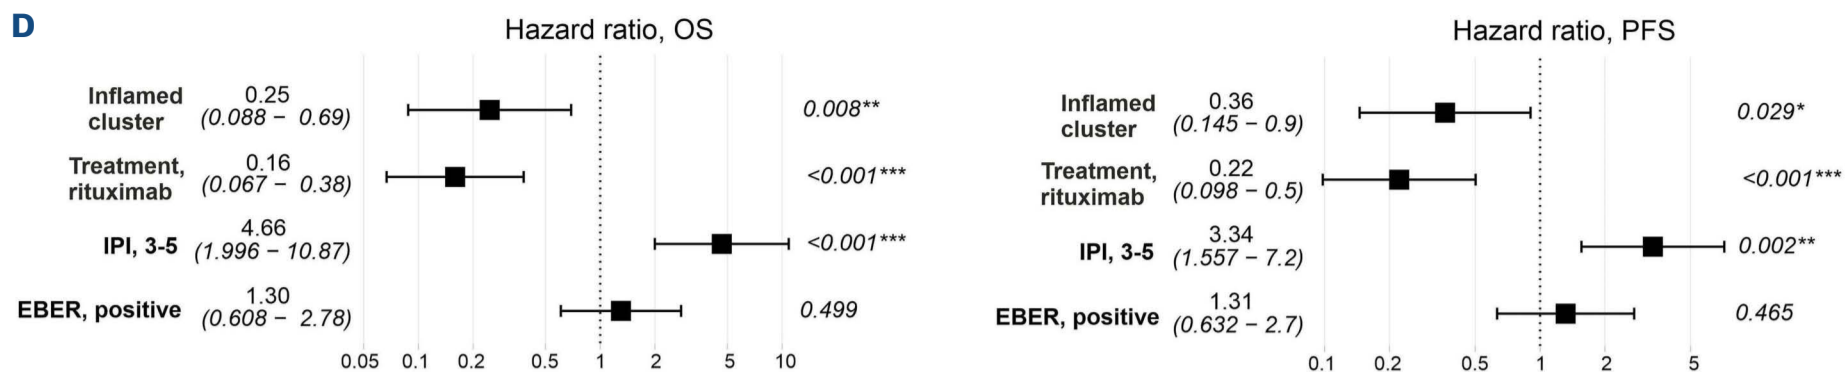 D
Hazard ratio, OS
Inflamed
cluster
0.25
(0.088 – 0.69)
0.008**
Treatment,
rituximab
0.16
(0.067 – 0.38)
<0.001***
IPI, 3-5
4.66
(1.996 – 10.87)
<0.001***
EBER, positive
1.30
(0.608 – 2.78)
0.499
0.05 0.1 0.2 0.5 1 2 5 10
Hazard ratio, PFS
Inflamed
cluster
0.36
(0.145 – 0.9)
0.029*
Treatment,
rituximab
0.22
(0.098 – 0.5)
<0.001***
IPI, 3-5
3.34
(1.557 – 7.2)
0.002**
EBER, positive
1.31
(0.632 – 2.7)
0.465
0.1 0.2 0.5 1 2 5